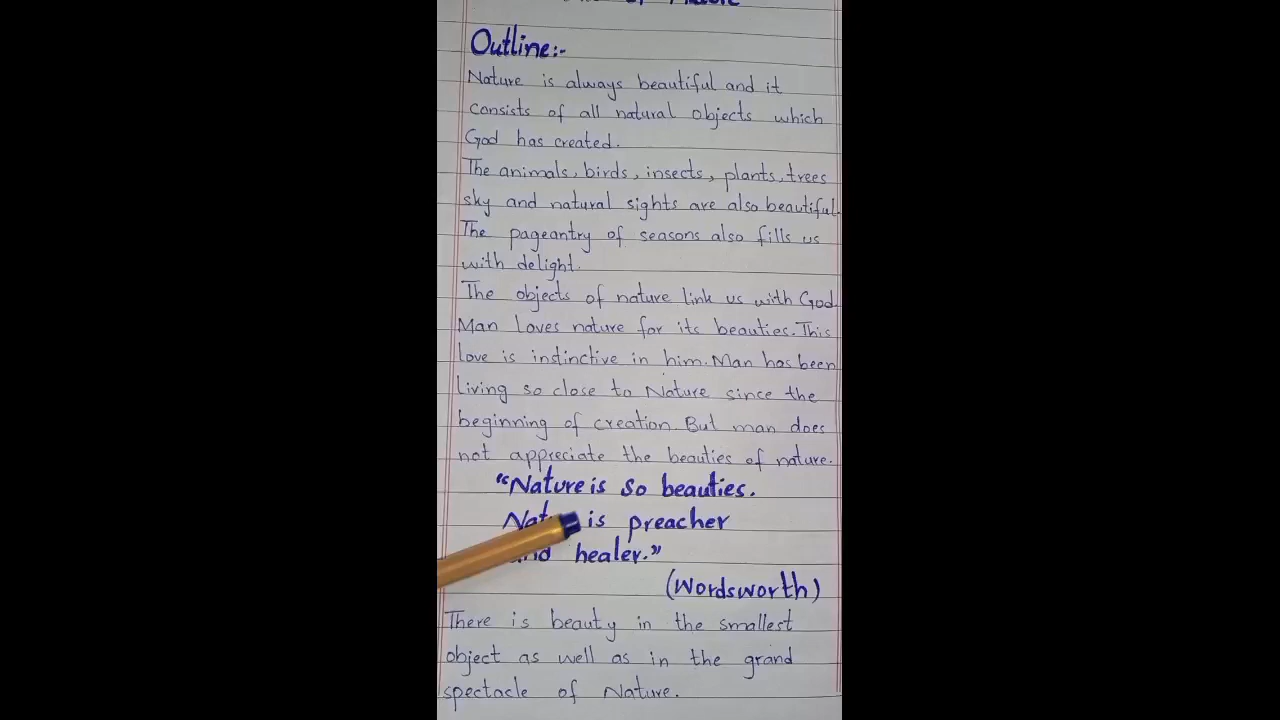 Outline:-
Nature is always beautiful and it
consists of all natural objects which
God has created.
The animals, birds, insects, plants, trees
sky and natural sights are also beautiful.
The pageantry of seasons also fills us
with delight.
The objects of nature link us with God.
Man loves nature for its beauties. This
love is instinctive in him. Man has been
living so close to Nature since the
beginning of creation. But man does
not appreciate the beauties of nature.
"Nature is so beauties.
is preacher
healer."
(Wordsworth)
There is beauty in the smallest
object as well as in the grand
spectacle of Nature.